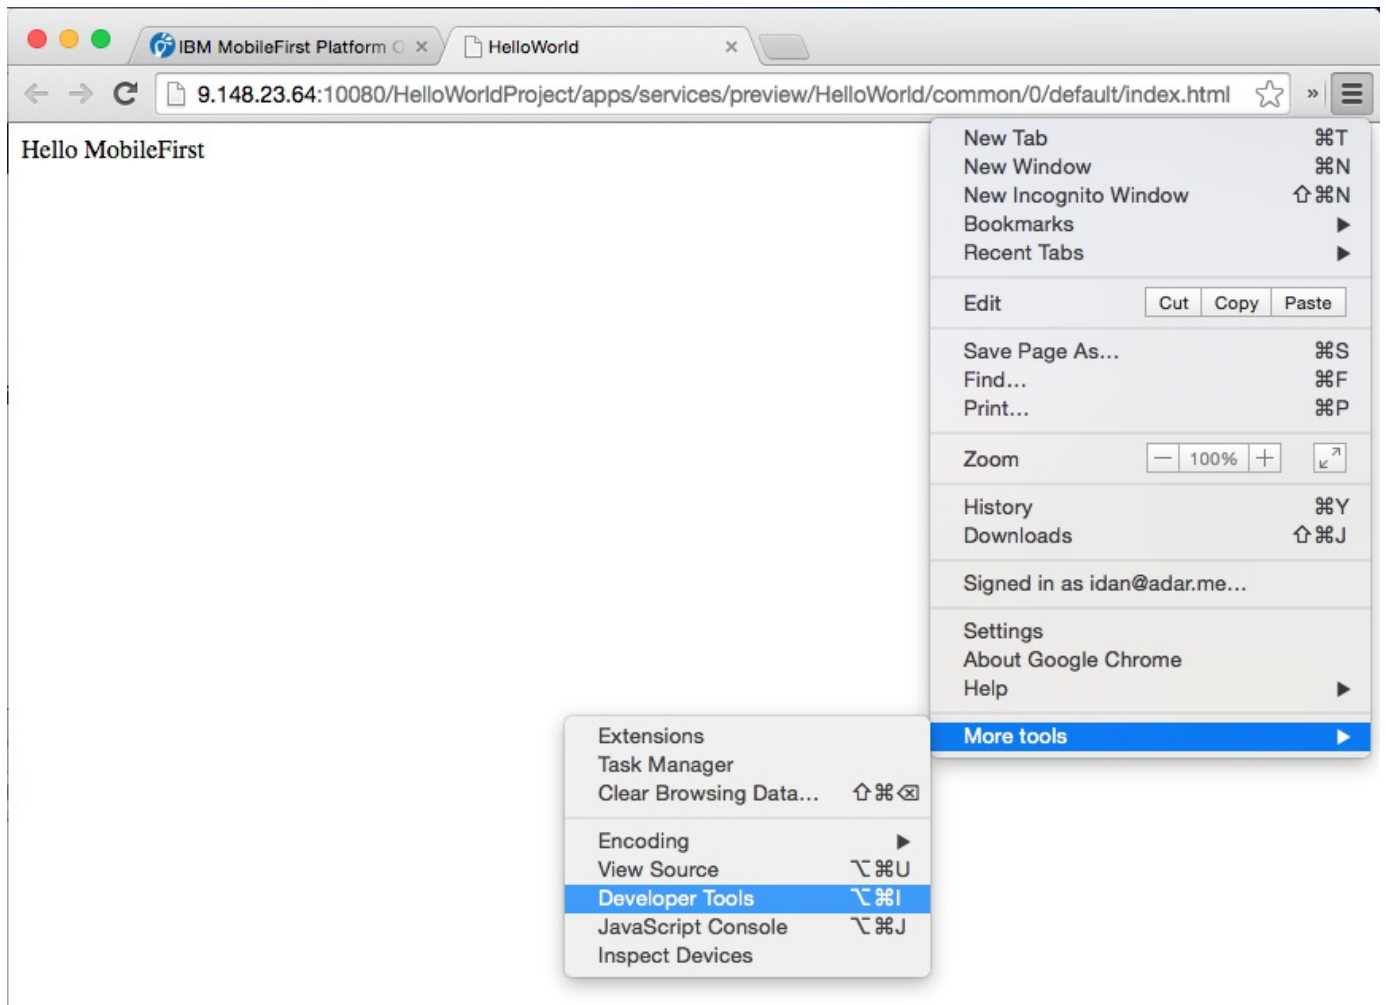 IBM MobileFirst Platform O
HelloWorld
9.148.23.64:10080/HelloWorldProject/apps/services/preview/HelloWorld/common/0/default/index.html
Hello MobileFirst
New Tab ⌘T
New Window ⌘N
New Incognito Window ⇧⌘N
Bookmarks ▶
Recent Tabs ▶
Edit Cut Copy Paste
Save Page As... ⌘S
Find... ⌘F
Print... ⌘P
Zoom — 100% +
History ⌘Y
Downloads ⇧⌘J
Signed in as idan@adar.me...
Settings
About Google Chrome
Help ▶
More tools ▶
Extensions
Task Manager
Clear Browsing Data... ⇧⌘⌫
Encoding ▶
View Source ⌥⌘U
Developer Tools ⌥⌘I
JavaScript Console ⌥⌘J
Inspect Devices